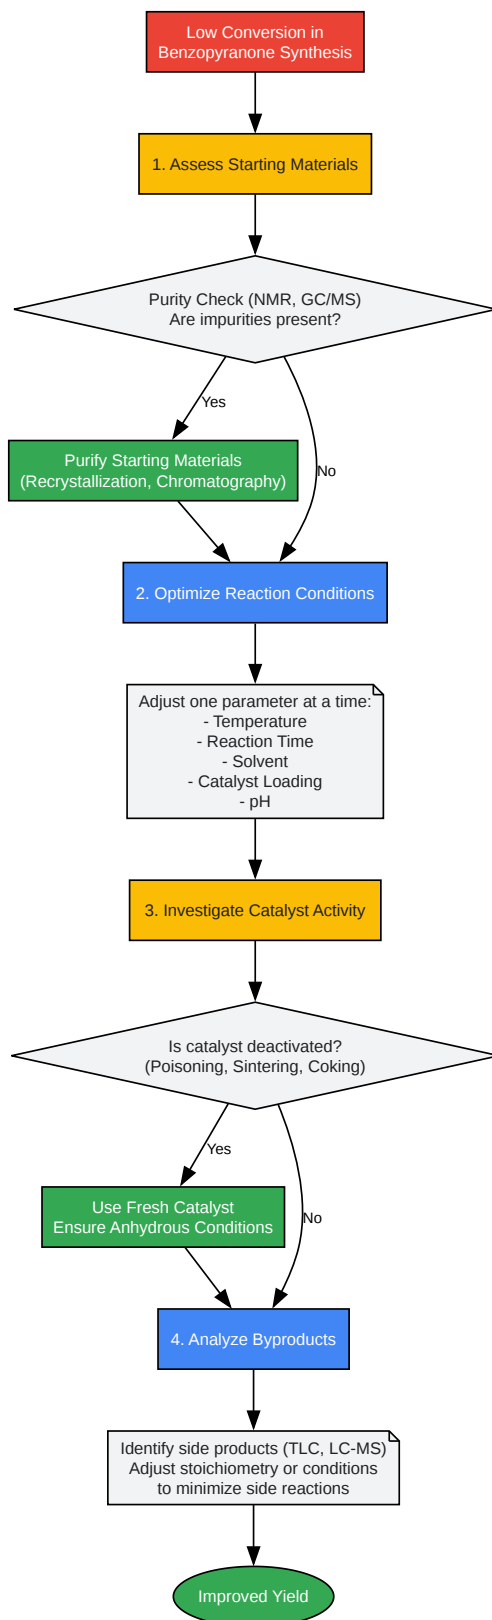 Low Conversion in
Benzopyranone Synthesis
1. Assess Starting Materials
Purity Check (NMR, GC/MS)
Are impurities present?
Yes
Purify Starting Materials
(Recrystallization, Chromatography)
No
2. Optimize Reaction Conditions
Adjust one parameter at a time:
- Temperature
- Reaction Time
- Solvent
- Catalyst Loading
- pH
3. Investigate Catalyst Activity
Is catalyst deactivated?
(Poisoning, Sintering, Coking)
Yes
Use Fresh Catalyst
Ensure Anhydrous Conditions
No
4. Analyze Byproducts
Identify side products (TLC, LC-MS)
Adjust stoichiometry or conditions
to minimize side reactions
Improved Yield